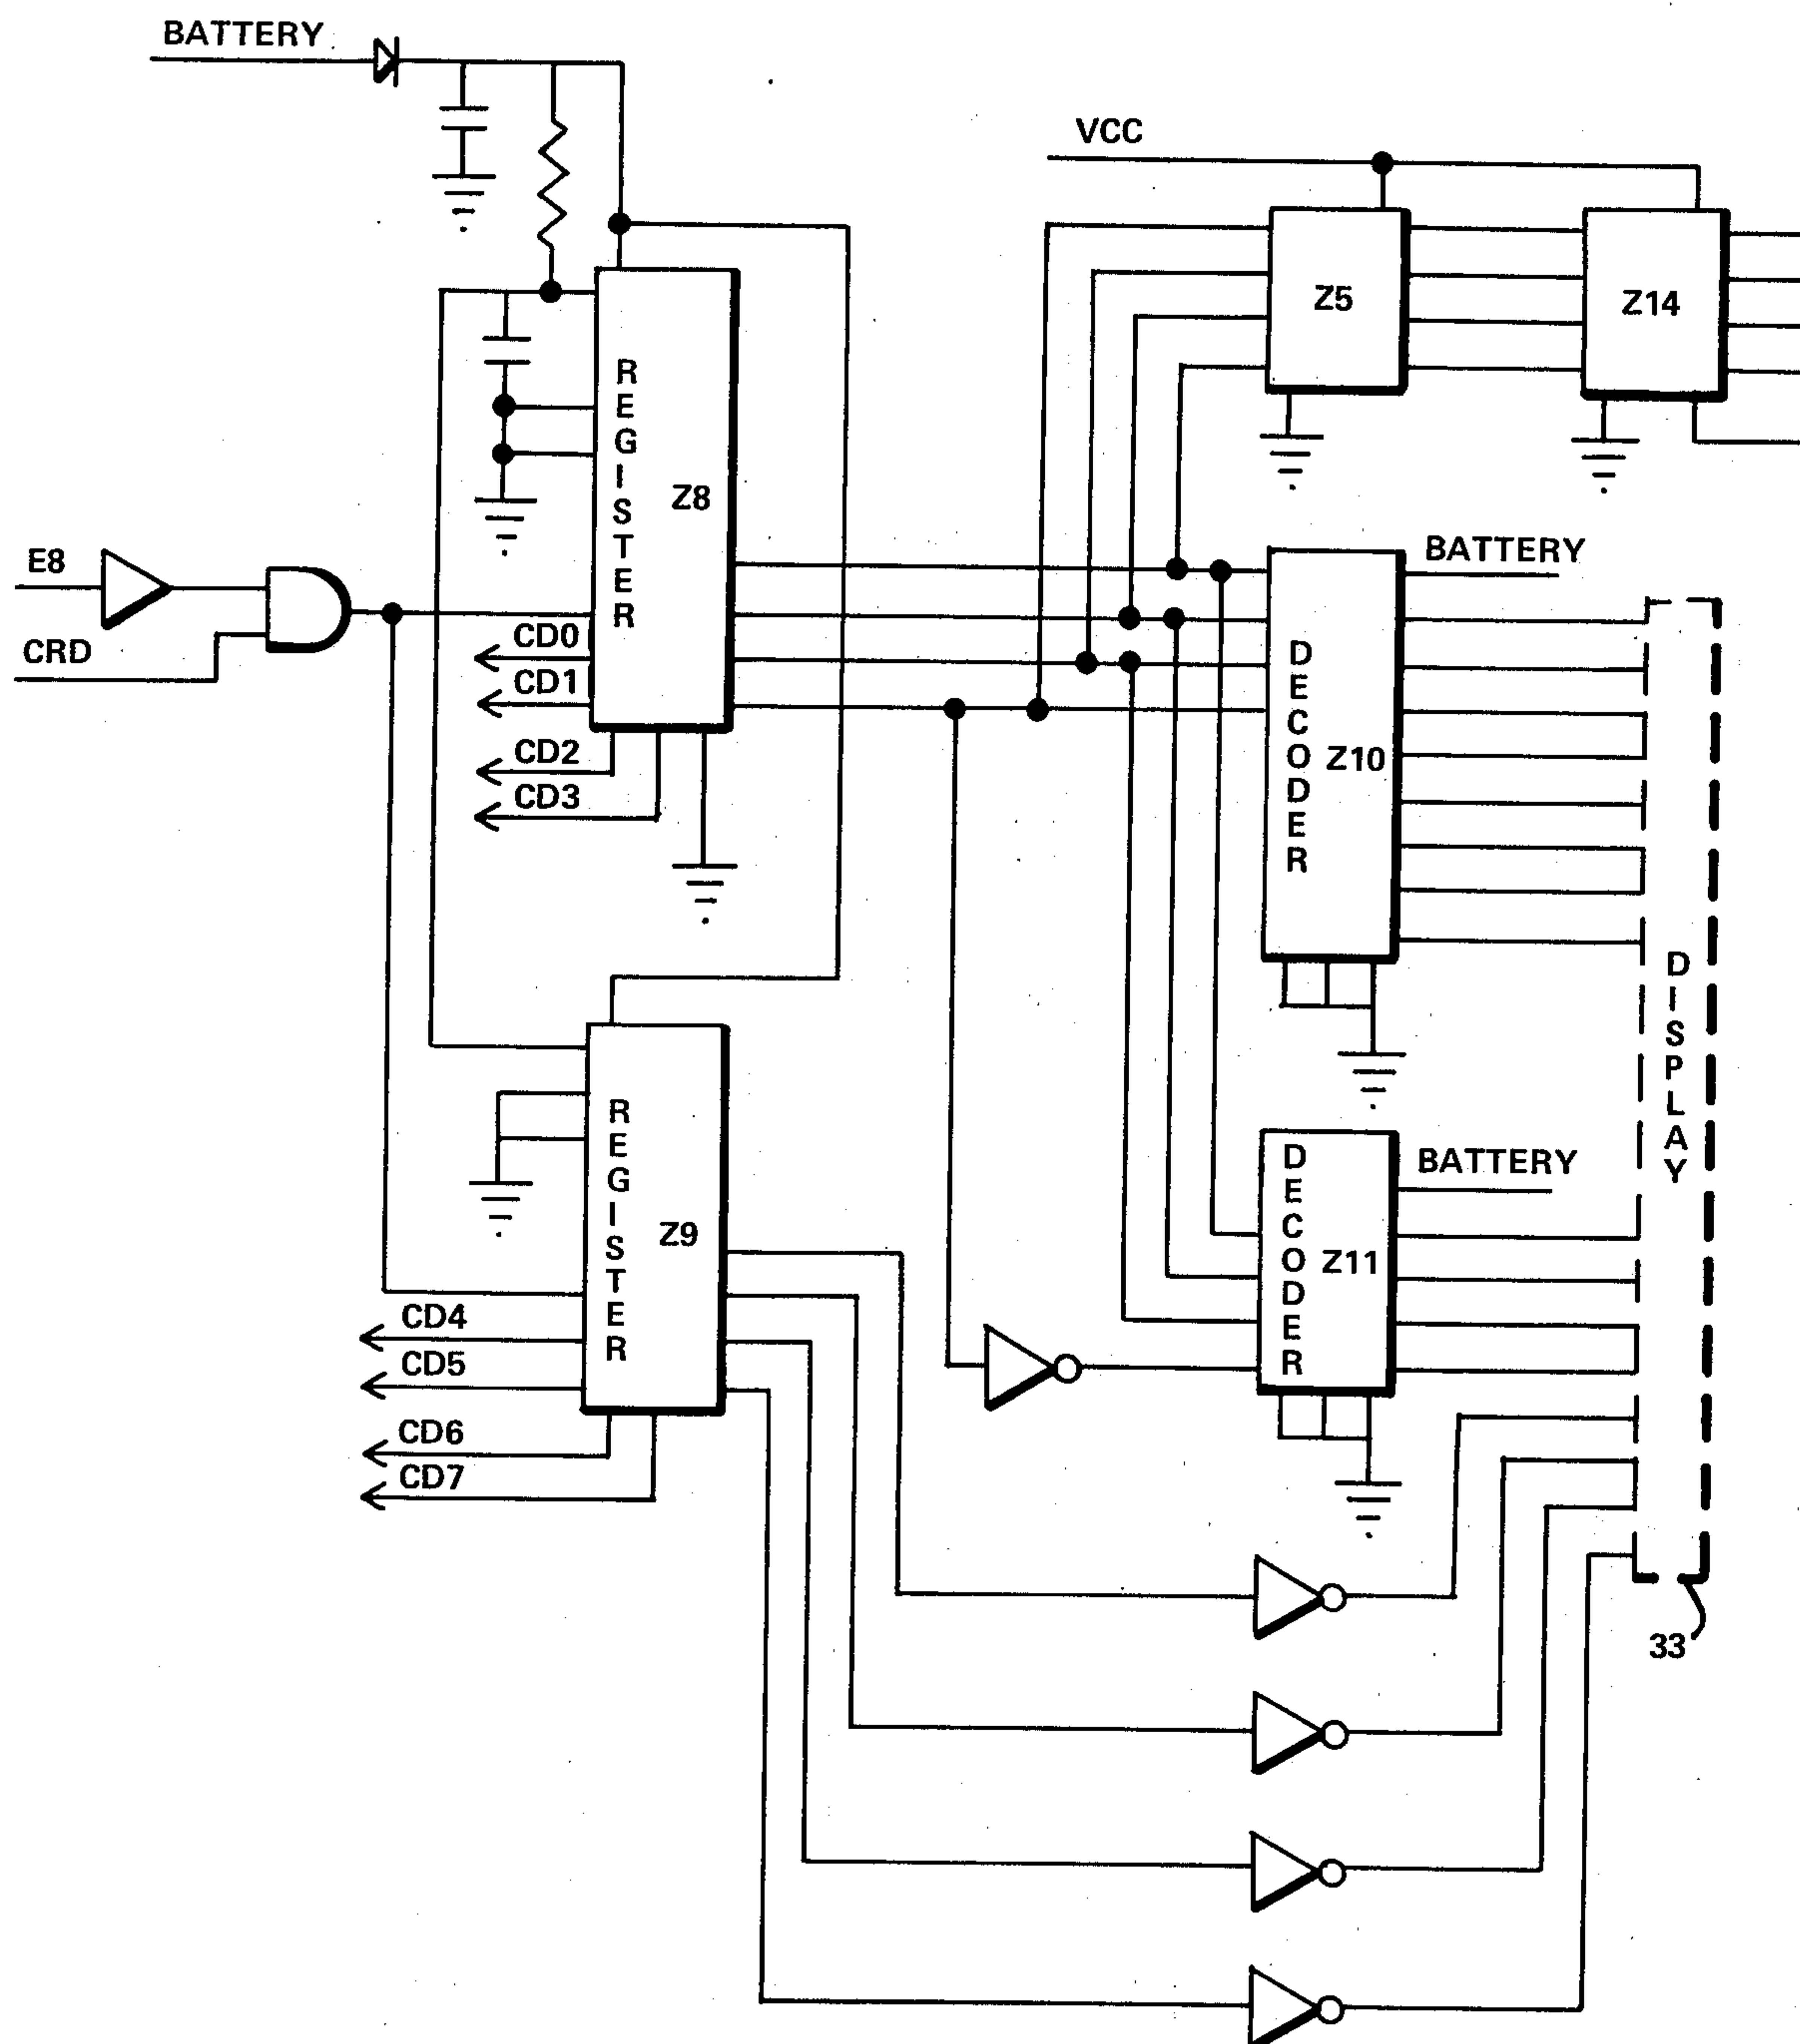 BATTERY
VCC
Z5
Z14
REGISTER
Z8
E8
CRD
CD0
CD1
CD2
CD3
BATTERY
DECODER
Z10
DISPLAY
REGISTER
Z9
CD4
CD5
CD6
CD7
BATTERY
DECODER
Z11
33